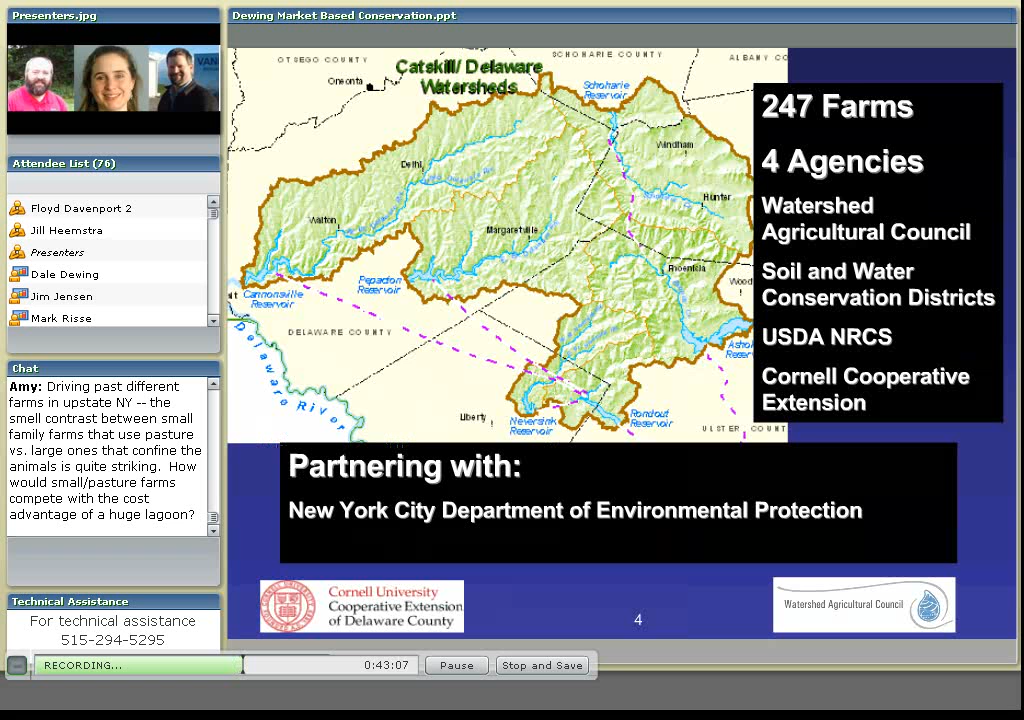 Presenters.jpg
VAN
Attendee List (76)
Floyd Davenport 2
Jill Heemstra
Presenters
Dale Dewing
Jim Jensen
Mark Risse
Chat
Amy: Driving past different
farms in upstate NY -- the
smell contrast between small
family farms that use pasture
vs. large ones that confine the
animals is quite striking.  How
would small/pasture farms
compete with the cost
advantage of a huge lagoon?
Technical Assistance
For technical assistance
515-294-5295
Dewing Market Based Conservation.ppt
OTSEGO COUNTY
SCHOHARIE COUNTY
ALBANY CO
Oneonta
Catskill/ Delaware
Watersheds
Schoharie
Reservoir
Windham
Delhi
Hunter
Walton
Margaretville
Phoenicia
Wood
Pepacton
Reservoir
Cannonsville
Reservoir
DELAWARE COUNTY
Asho
Reser
Delaware River
Liberty
Neversink
Reservoir
Rondout
Reservoir
ULSTER COUNT
247 Farms
4 Agencies
Watershed
Agricultural Council
Soil and Water
Conservation Districts
USDA NRCS
Cornell Cooperative
Extension
Partnering with:
New York City Department of Environmental Protection
Cornell University
Cooperative Extension
of Delaware County
4
Watershed Agricultural Council
RECORDING...
0:43:07
Pause
Stop and Save